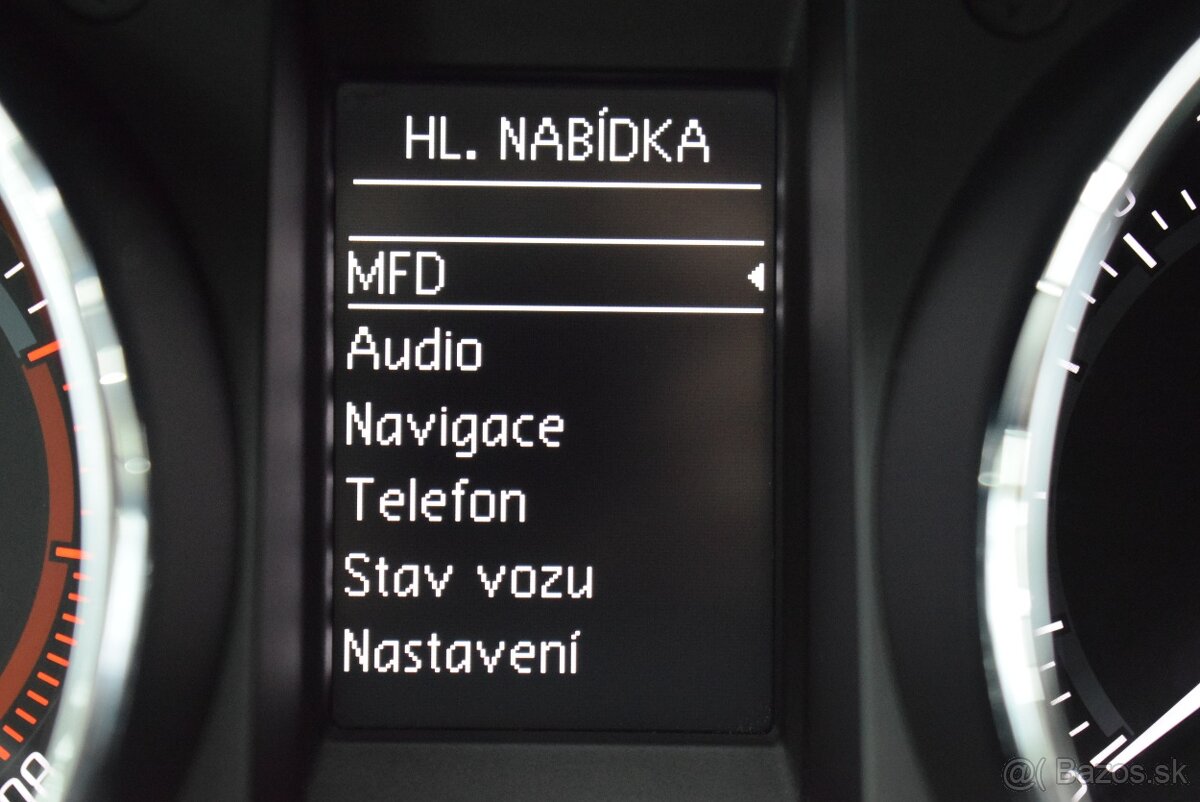 HL. NABÍDKA
MFD
Audio
Navigace
Telefon
Stav vozu
Nastavení
@( Bazos.sk